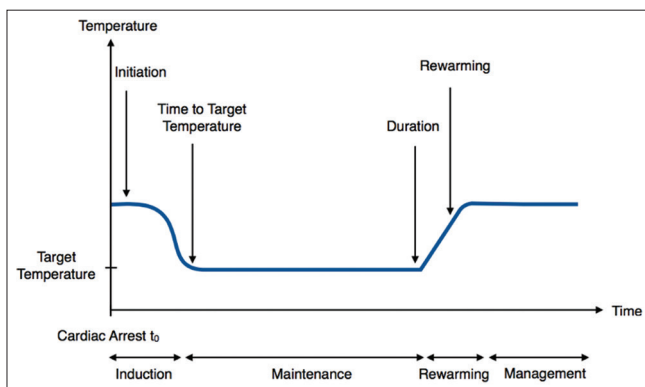 Temperature
Initiation
Rewarming
Time to Target
Temperature
Duration
Target
Temperature
Time
Cardiac Arrest t₀
Induction
Maintenance
Rewarming
Management